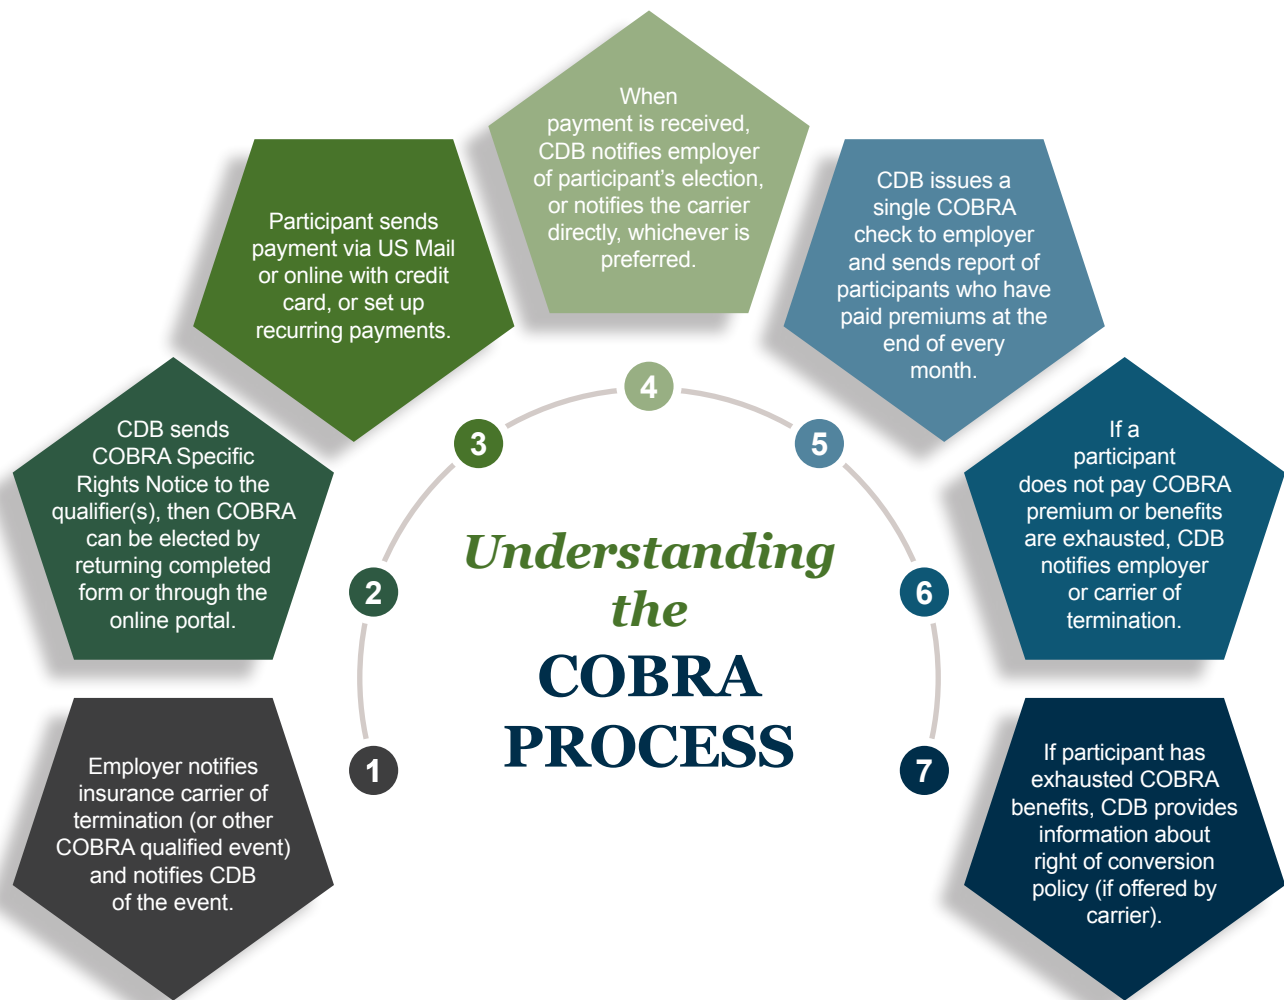 Understanding
the
COBRA
PROCESS
1
Employer notifies
insurance carrier of
termination (or other
COBRA qualified event)
and notifies CDB
of the event.
2
CDB sends
COBRA Specific
Rights Notice to the
qualifier(s), then COBRA
can be elected by
returning completed
form or through the
online portal.
3
Participant sends
payment via US Mail
or online with credit
card, or set up
recurring payments.
4
When
payment is received,
CDB notifies employer
of participant’s election,
or notifies the carrier
directly, whichever is
preferred.
5
CDB issues a
single COBRA
check to employer
and sends report of
participants who have
paid premiums at the
end of every
month.
6
If a
participant
does not pay COBRA
premium or benefits
are exhausted, CDB
notifies employer
or carrier of
termination.
7
If participant has
exhausted COBRA
benefits, CDB provides
information about
right of conversion
policy (if offered by
carrier).